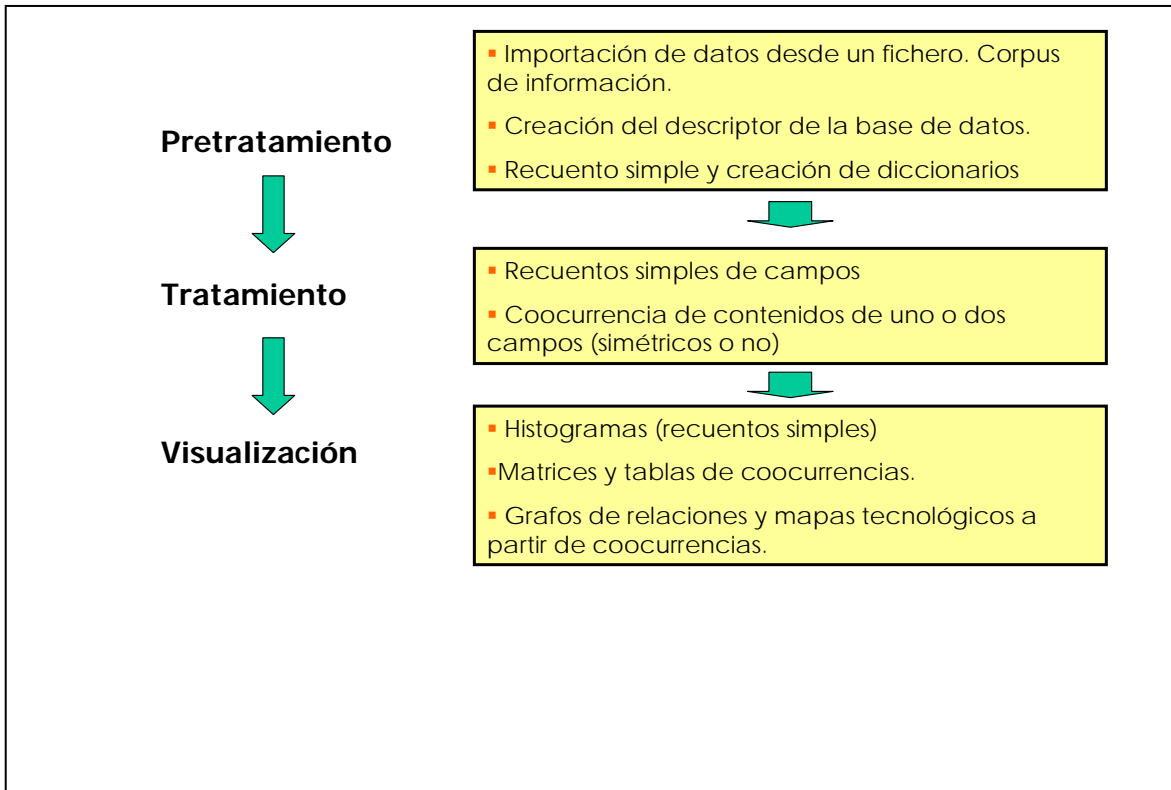 Pretratamiento
▪ Importación de datos desde un fichero. Corpus
de información.
▪ Creación del descriptor de la base de datos.
▪ Recuento simple y creación de diccionarios
Tratamiento
▪ Recuentos simples de campos
▪ Coocurrencia de contenidos de uno o dos
campos (simétricos o no)
Visualización
▪ Histogramas (recuentos simples)
▪Matrices y tablas de coocurrencias.
▪ Grafos de relaciones y mapas tecnológicos a
partir de coocurrencias.